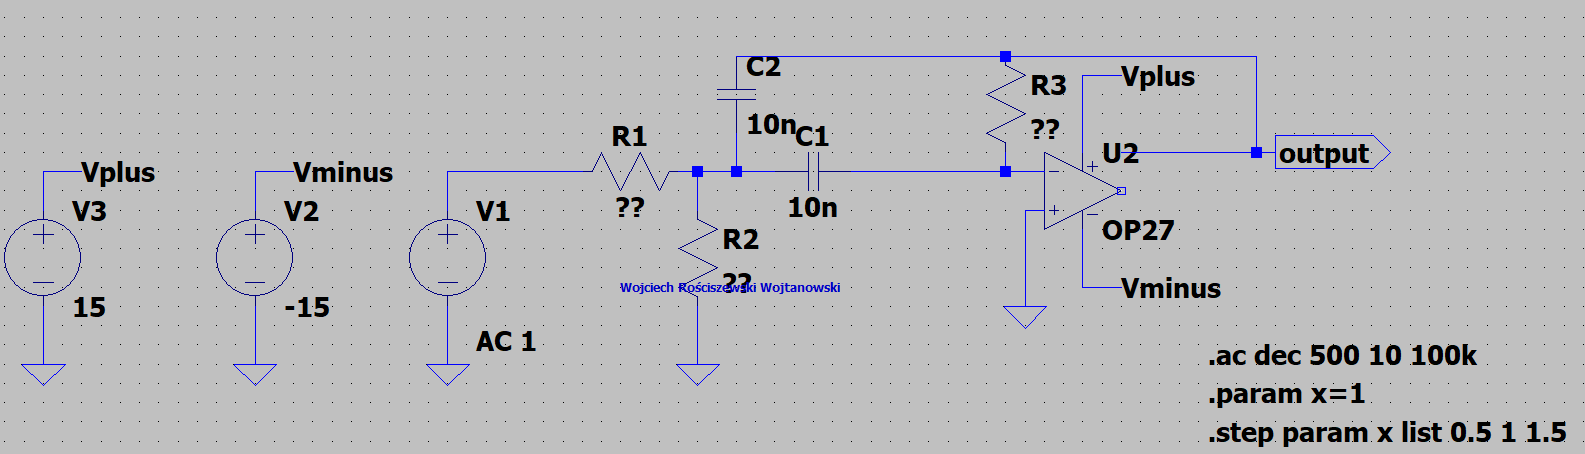 C2
10n
R1
??
C1
10n
R3
??
Vplus
U2
output
OP27
Vminus
Vplus
V3
15
Vminus
V2
-15
V1
AC 1
R2
??
Wojciech Rościszewski Wojtanowski
.ac dec 500 10 100k
.param x=1
.step param x list 0.5 1 1.5